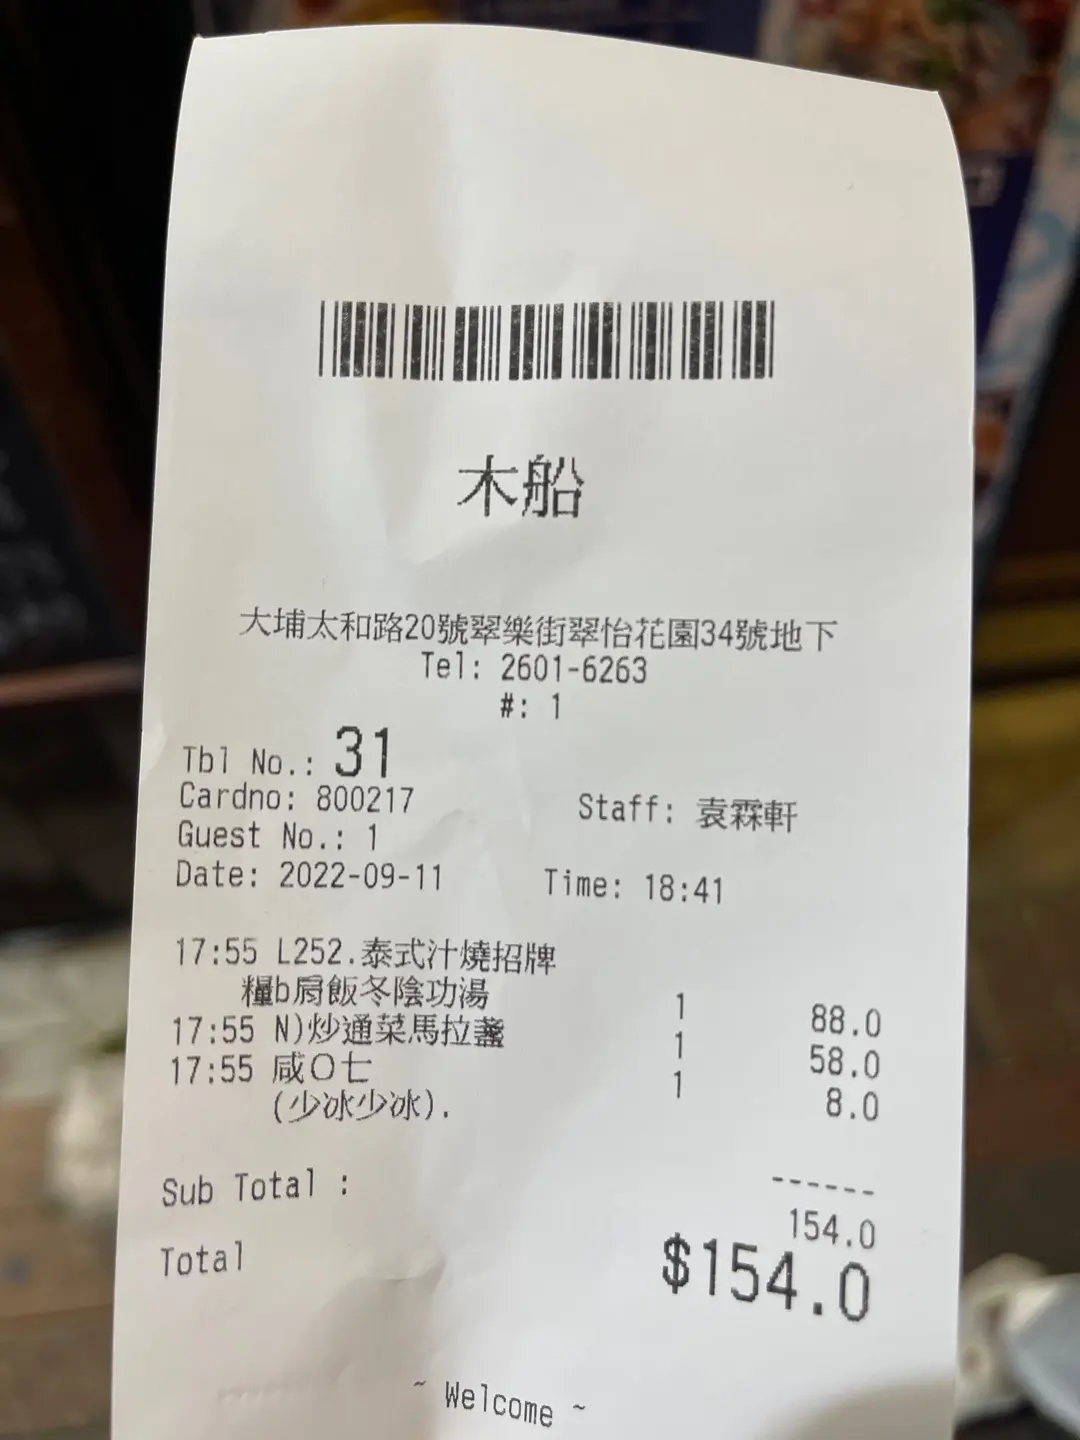 木船
大埔太和路20號翠樂街翠怡花園34號地下
Tel: 2601-6263
#: 1
Tbl No.: 31
Cardno: 800217 Staff: 袁霖軒
Guest No.: 1
Date: 2022-09-11 Time: 18:41
17:55 L252.泰式汁燒招牌
糧b肩飯冬陰功湯 1 88.0
17:55 N)炒通菜馬拉盞 1 58.0
17:55 咸O七 1 8.0
(少冰少冰).
------
Sub Total : 154.0
Total $154.0
~ Welcome ~